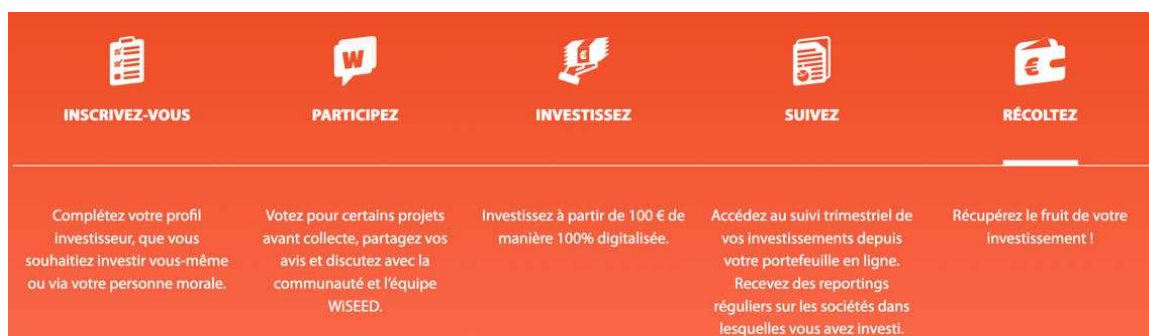 W
INSCRIVEZ-VOUS
PARTICIPEZ
€
INVESTISSEZ
SUIVEZ
€
RÉCOLTEZ
Complétez votre profil
investisseur, que vous
souhaitiez investir vous-même
ou via votre personne morale.
Votez pour certains projets
avant collecte, partagez vos
avis et discutez avec la
communauté et l'équipe
WiSEED.
Investissez à partir de 100 € de
manière 100% digitalisée.
Accédez au suivi trimestriel de
vos investissements depuis
votre portefeuille en ligne.
Recevez des reportings
réguliers sur les sociétés dans
lesquelles vous avez investi.
Récupérez le fruit de votre
investissement !